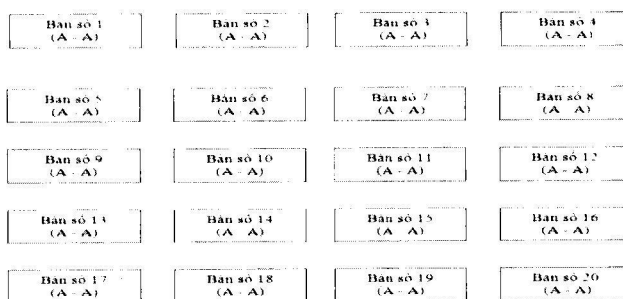 Bàn số 1
(A - A)
Bàn số 2
(A - A)
Bàn số 3
(A - A)
Bàn số 4
(A - A)
Bàn số 5
(A - A)
Bàn số 6
(A - A)
Bàn số 7
(A - A)
Bàn số 8
(A - A)
Bàn số 9
(A - A)
Bàn số 10
(A - A)
Bàn số 11
(A - A)
Bàn số 12
(A - A)
Bàn số 13
(A - A)
Bàn số 14
(A - A)
Bàn số 15
(A - A)
Bàn số 16
(A - A)
Bàn số 17
(A - A)
Bàn số 18
(A - A)
Bàn số 19
(A - A)
Bàn số 20
(A - A)